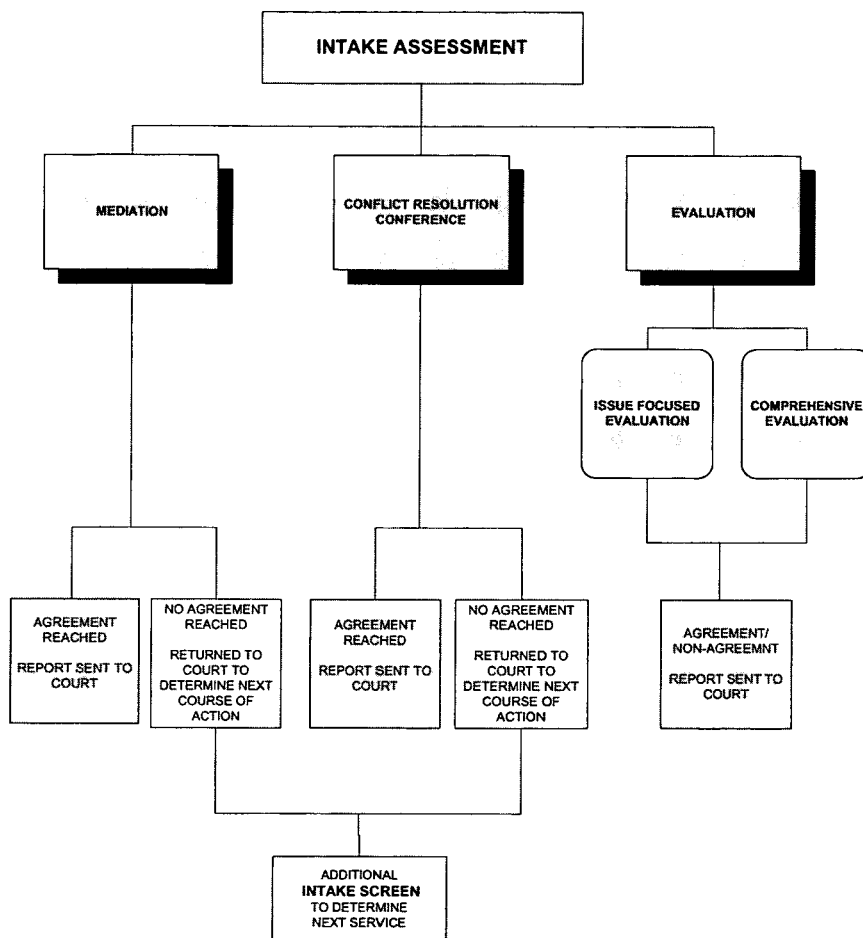 INTAKE ASSESSMENT
MEDIATION
CONFLICT RESOLUTION
CONFERENCE
EVALUATION
ISSUE FOCUSED
EVALUATION
COMPREHENSIVE
EVALUATION
AGREEMENT
REACHED
REPORT SENT TO
COURT
NO AGREEMENT
REACHED
RETURNED TO
COURT TO
DETERMINE NEXT
COURSE OF
ACTION
AGREEMENT
REACHED
REPORT SENT TO
COURT
NO AGREEMENT
REACHED
RETURNED TO
COURT TO
DETERMINE NEXT
COURSE OF
ACTION
AGREEMENT/
NON-AGREEMNT
REPORT SENT TO
COURT
ADDITIONAL
INTAKE SCREEN
TO DETERMINE
NEXT SERVICE